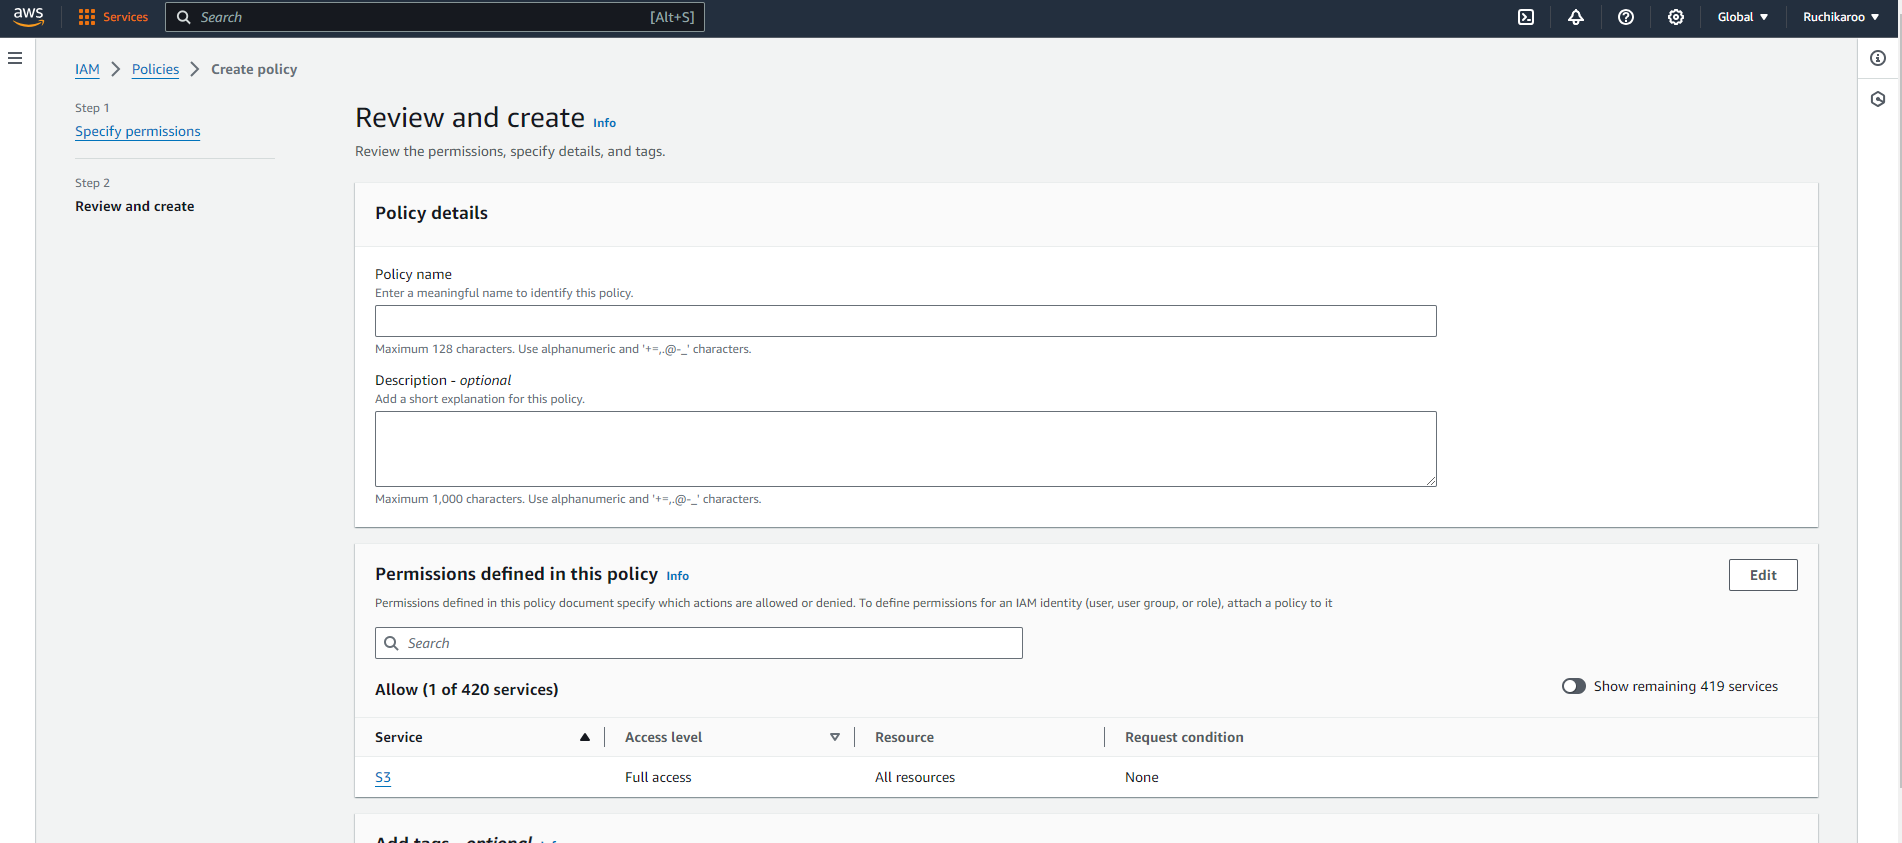 aws
Services
Search
[Alt+S]
Global
Ruchikaroo
IAM
Policies
Create policy
Step 1
Specify permissions
Step 2
Review and create
Review and create Info
Review the permissions, specify details, and tags.
Policy details
Policy name
Enter a meaningful name to identify this policy.
Maximum 128 characters. Use alphanumeric and '+=,.@-_' characters.
Description - optional
Add a short explanation for this policy.
Maximum 1,000 characters. Use alphanumeric and '+=,.@-_' characters.
Permissions defined in this policy Info
Edit
Permissions defined in this policy document specify which actions are allowed or denied. To define permissions for an IAM identity (user, user group, or role), attach a policy to it
Search
Allow (1 of 420 services)
Show remaining 419 services
Service Access level Resource Request condition
S3 Full access All resources None
Add tags - optional